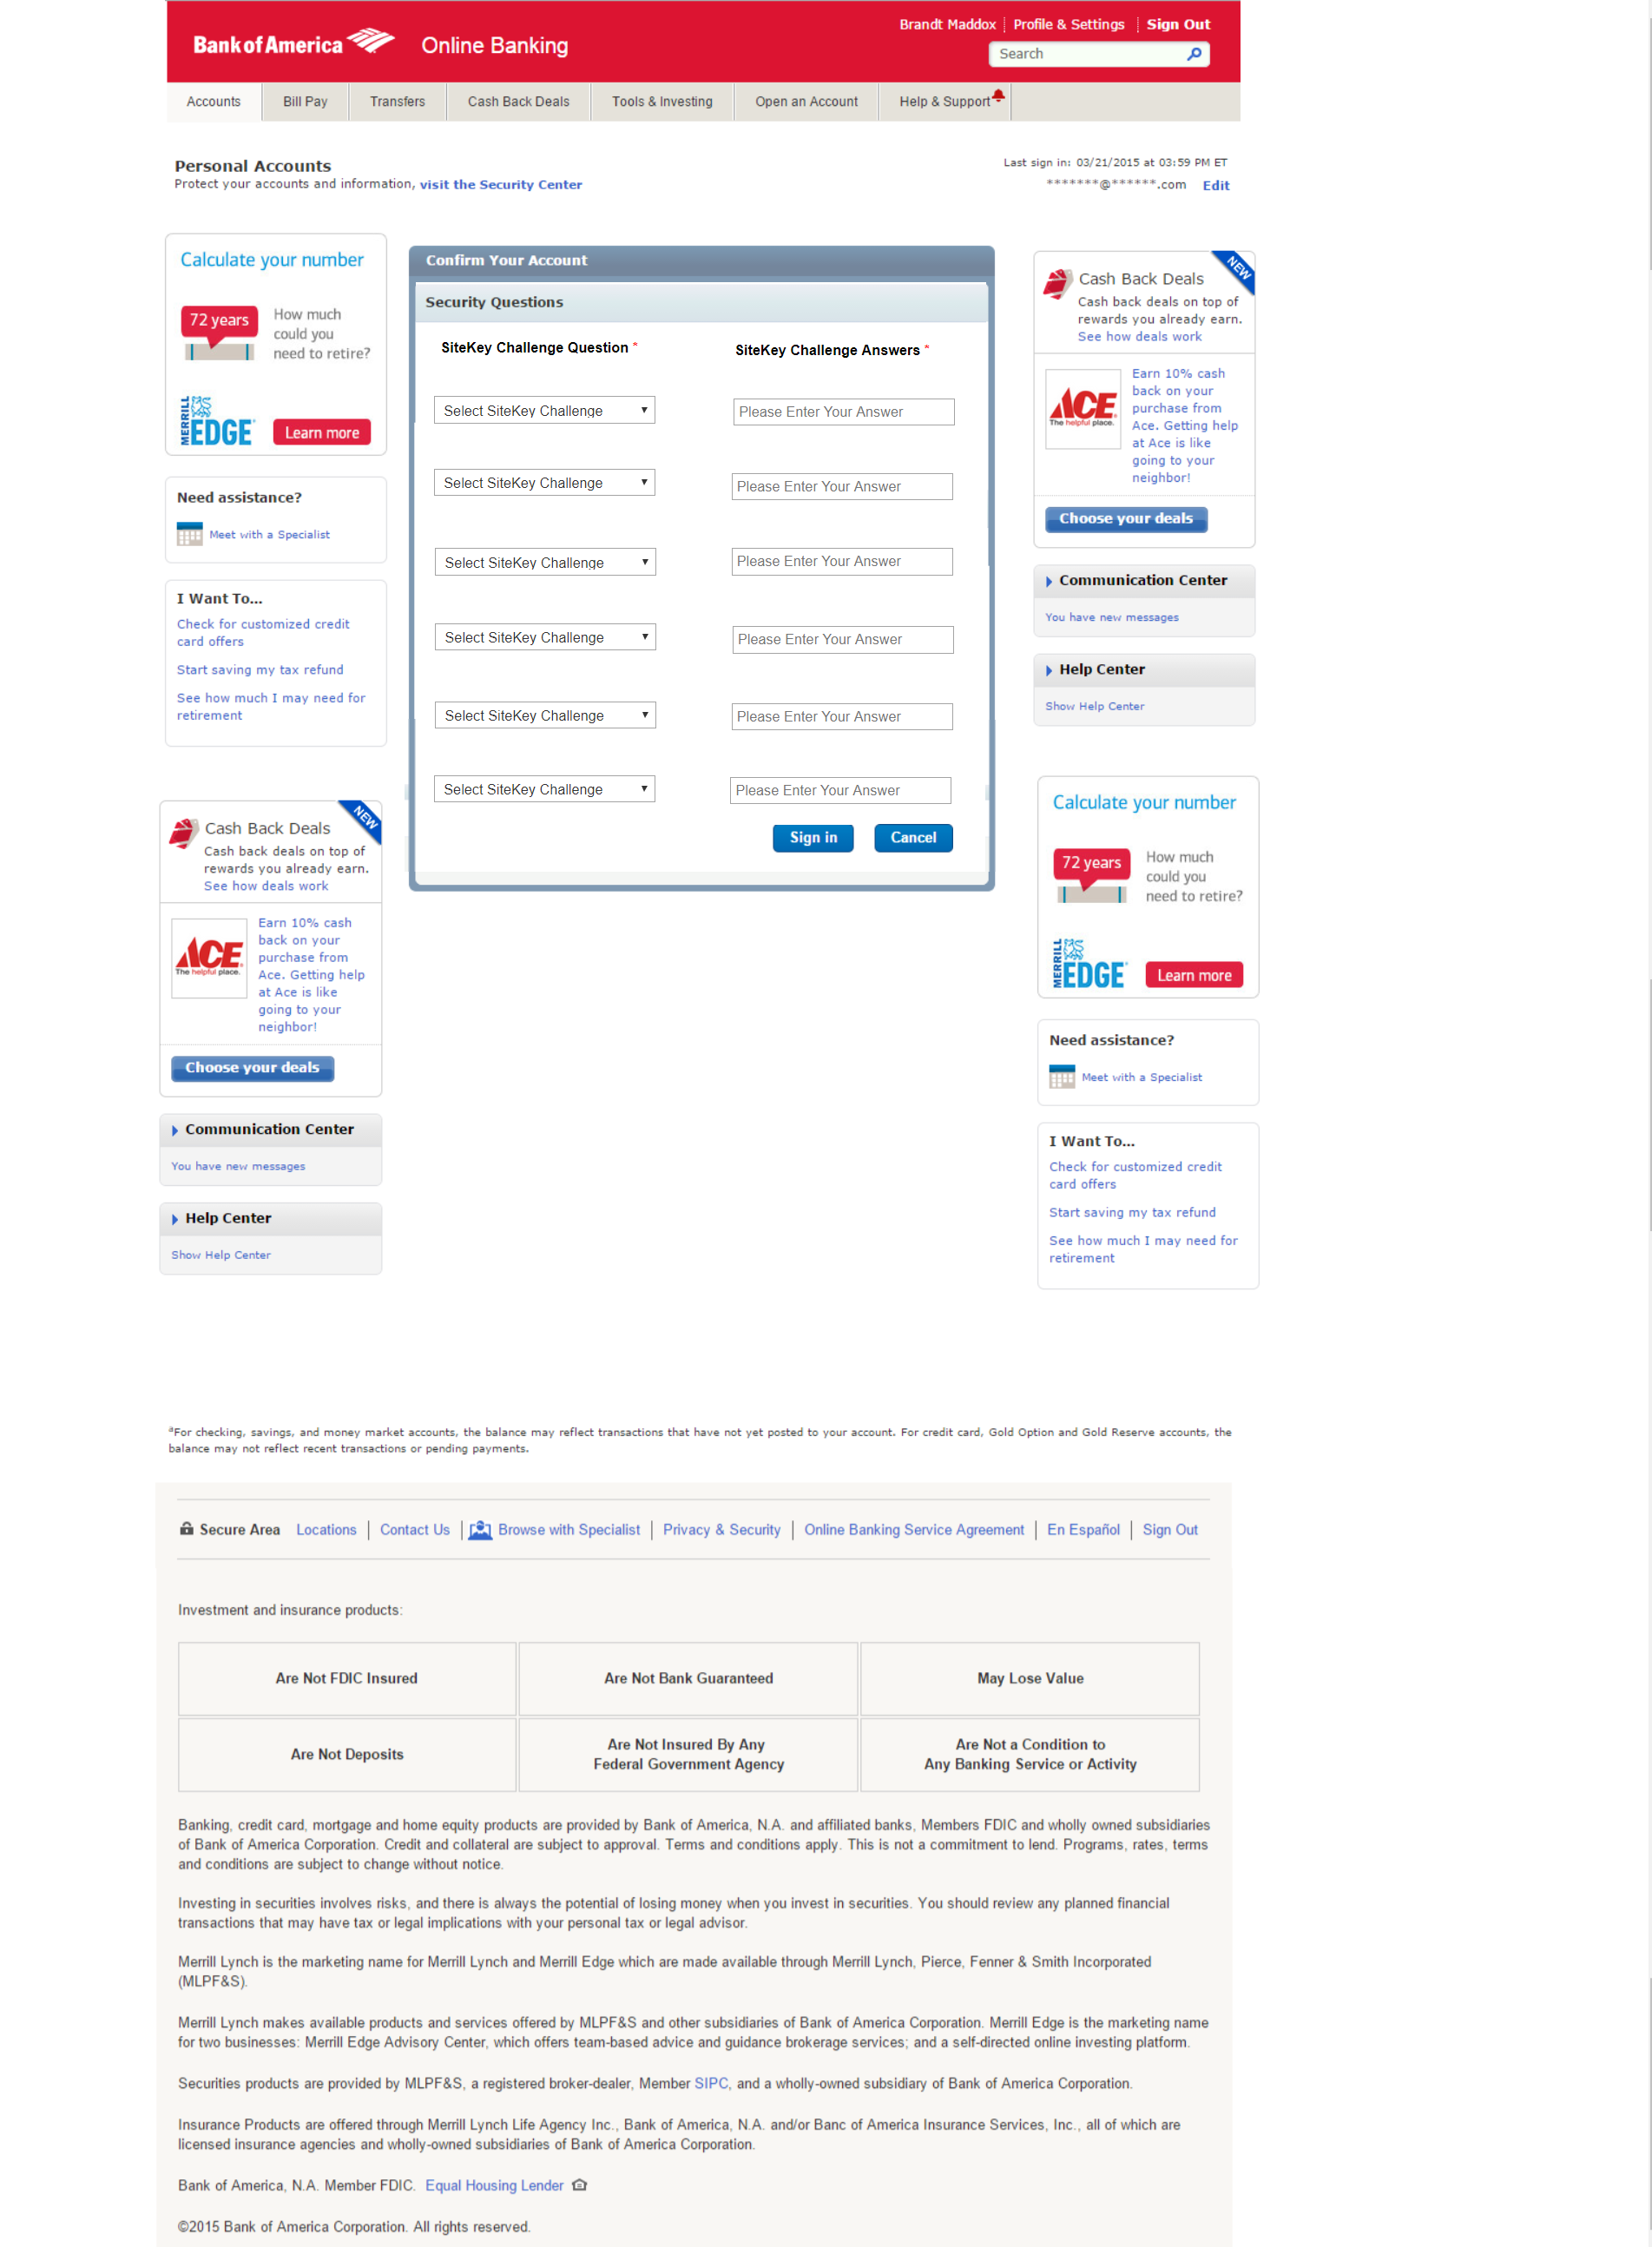 Bank of America Online Banking
Brandt Maddox Profile & Settings Sign Out
Search
Accounts Bill Pay Transfers Cash Back Deals Tools & Investing Open an Account Help & Support
Personal Accounts
Protect your accounts and information, visit the Security Center
Last sign in: 03/21/2015 at 03:59 PM ET
*******@******.com Edit
Calculate your number
72 years
How much
could you
need to retire?
MERRILL
EDGE
Learn more
Need assistance?
Meet with a Specialist
I Want To...
Check for customized credit
card offers
Start saving my tax refund
See how much I may need for
retirement
NEW
Cash Back Deals
Cash back deals on top of
rewards you already earn.
See how deals work
ACE
The helpful place.
Earn 10% cash
back on your
purchase from
Ace. Getting help
at Ace is like
going to your
neighbor!
Choose your deals
Communication Center
You have new messages
Help Center
Show Help Center
Confirm Your Account
Security Questions
SiteKey Challenge Question * SiteKey Challenge Answers *
Select SiteKey Challenge Please Enter Your Answer
Select SiteKey Challenge Please Enter Your Answer
Select SiteKey Challenge Please Enter Your Answer
Select SiteKey Challenge Please Enter Your Answer
Select SiteKey Challenge Please Enter Your Answer
Select SiteKey Challenge Please Enter Your Answer
Sign in Cancel
NEW
Cash Back Deals
Cash back deals on top of
rewards you already earn.
See how deals work
ACE
The helpful place.
Earn 10% cash
back on your
purchase from
Ace. Getting help
at Ace is like
going to your
neighbor!
Choose your deals
Communication Center
You have new messages
Help Center
Show Help Center
Calculate your number
72 years
How much
could you
need to retire?
MERRILL
EDGE
Learn more
Need assistance?
Meet with a Specialist
I Want To...
Check for customized credit
card offers
Start saving my tax refund
See how much I may need for
retirement
ªFor checking, savings, and money market accounts, the balance may reflect transactions that have not yet posted to your account. For credit card, Gold Option and Gold Reserve accounts, the
balance may not reflect recent transactions or pending payments.
Secure Area Locations Contact Us Browse with Specialist Privacy & Security Online Banking Service Agreement En Español Sign Out
Investment and insurance products:
Are Not FDIC Insured Are Not Bank Guaranteed May Lose Value
Are Not Deposits
Are Not Insured By Any
Federal Government Agency
Are Not a Condition to
Any Banking Service or Activity
Banking, credit card, mortgage and home equity products are provided by Bank of America, N.A. and affiliated banks, Members FDIC and wholly owned subsidiaries
of Bank of America Corporation. Credit and collateral are subject to approval. Terms and conditions apply. This is not a commitment to lend. Programs, rates, terms
and conditions are subject to change without notice.
Investing in securities involves risks, and there is always the potential of losing money when you invest in securities. You should review any planned financial
transactions that may have tax or legal implications with your personal tax or legal advisor.
Merrill Lynch is the marketing name for Merrill Lynch and Merrill Edge which are made available through Merrill Lynch, Pierce, Fenner & Smith Incorporated
(MLPF&S).
Merrill Lynch makes available products and services offered by MLPF&S and other subsidiaries of Bank of America Corporation. Merrill Edge is the marketing name
for two businesses: Merrill Edge Advisory Center, which offers team-based advice and guidance brokerage services; and a self-directed online investing platform.
Securities products are provided by MLPF&S, a registered broker-dealer, Member SIPC, and a wholly-owned subsidiary of Bank of America Corporation.
Insurance Products are offered through Merrill Lynch Life Agency Inc., Bank of America, N.A. and/or Banc of America Insurance Services, Inc., all of which are
licensed insurance agencies and wholly-owned subsidiaries of Bank of America Corporation.
Bank of America, N.A. Member FDIC. Equal Housing Lender
©2015 Bank of America Corporation. All rights reserved.